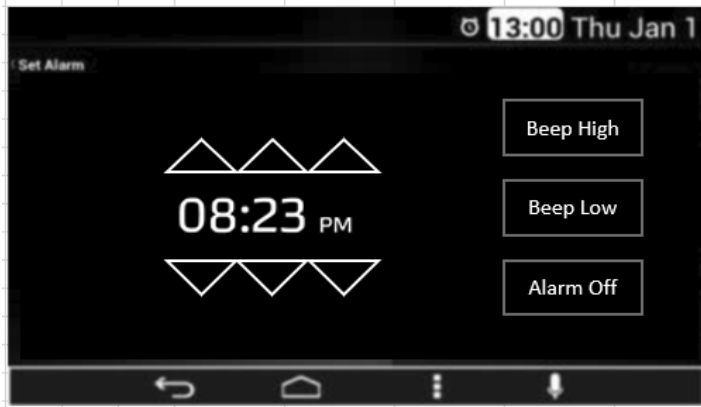 13:00 Thu Jan 1
Set Alarm
Beep High
08:23 PM
Beep Low
Alarm Off